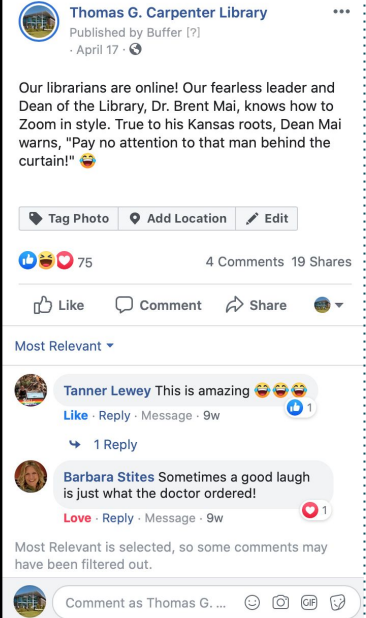 Thomas G. Carpenter Library
Published by Buffer [?]
· April 17 ·
Our librarians are online! Our fearless leader and
Dean of the Library, Dr. Brent Mai, knows how to
Zoom in style. True to his Kansas roots, Dean Mai
warns, "Pay no attention to that man behind the
curtain!" 😂
Tag Photo Add Location Edit
75 4 Comments 19 Shares
Like Comment Share
Most Relevant
Tanner Lewey This is amazing 😂😂😂
1
Like · Reply · Message · 9w
1 Reply
Barbara Stites Sometimes a good laugh
is just what the doctor ordered!
1
Love · Reply · Message · 9w
Most Relevant is selected, so some comments may
have been filtered out.
Comment as Thomas G. ... GIF